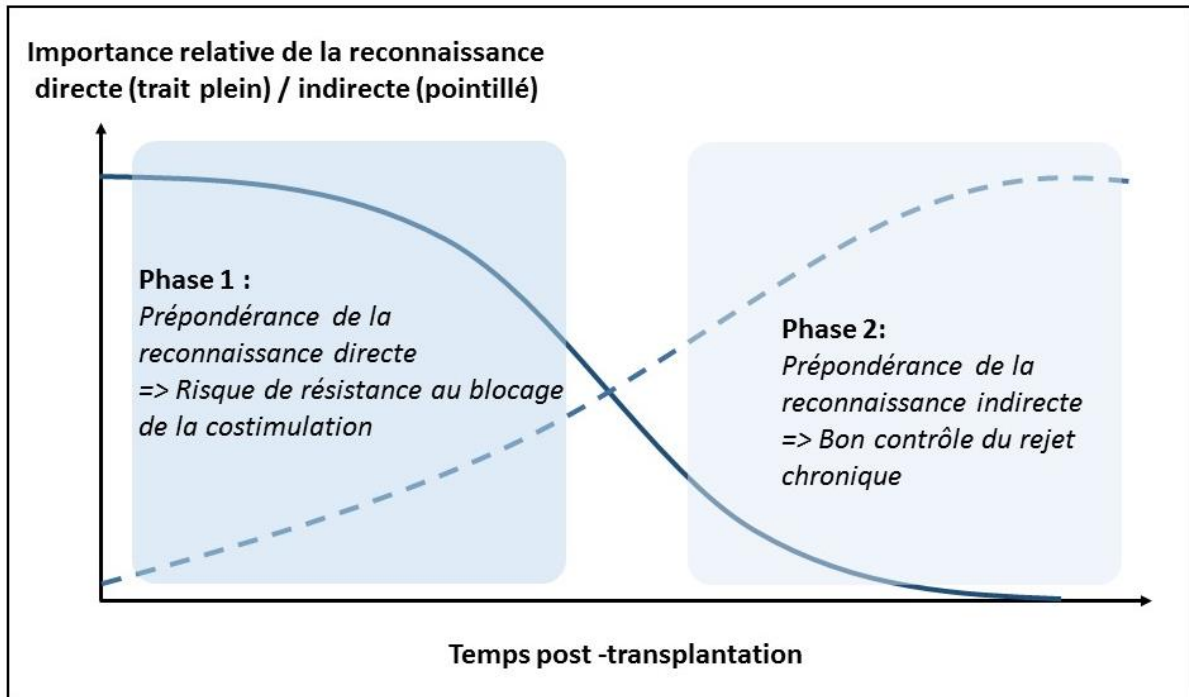 Importance relative de la reconnaissance
directe (trait plein) / indirecte (pointillé)
Phase 1 :
Prépondérance de la
reconnaissance directe
=> Risque de résistance au blocage
de la costimulation
Phase 2:
Prépondérance de la
reconnaissance indirecte
=> Bon contrôle du rejet
chronique
Temps post -transplantation